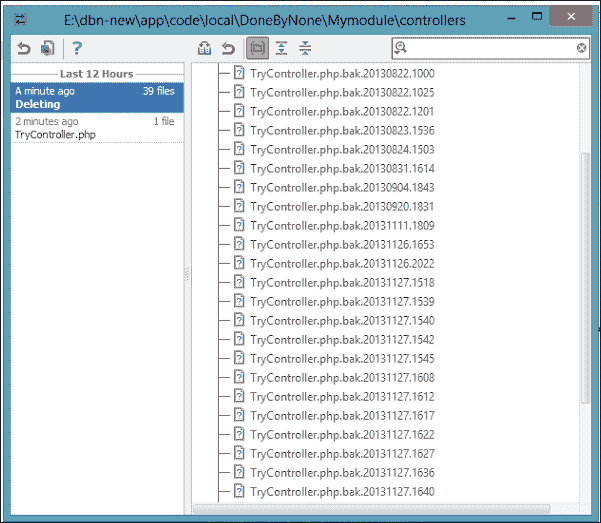 E:\dbn-new\app\code\local\DoneByNone\Mymodule\controllers
Last 12 Hours
A minute ago 39 files
Deleting
2 minutes ago 1 file
TryController.php
TryController.php.bak.20130822.1000
TryController.php.bak.20130822.1025
TryController.php.bak.20130822.1201
TryController.php.bak.20130823.1536
TryController.php.bak.20130824.1503
TryController.php.bak.20130831.1614
TryController.php.bak.20130904.1843
TryController.php.bak.20130920.1831
TryController.php.bak.20131111.1809
TryController.php.bak.20131126.1653
TryController.php.bak.20131126.2022
TryController.php.bak.20131127.1518
TryController.php.bak.20131127.1539
TryController.php.bak.20131127.1540
TryController.php.bak.20131127.1542
TryController.php.bak.20131127.1545
TryController.php.bak.20131127.1608
TryController.php.bak.20131127.1612
TryController.php.bak.20131127.1617
TryController.php.bak.20131127.1622
TryController.php.bak.20131127.1627
TryController.php.bak.20131127.1636
TryController.php.bak.20131127.1640